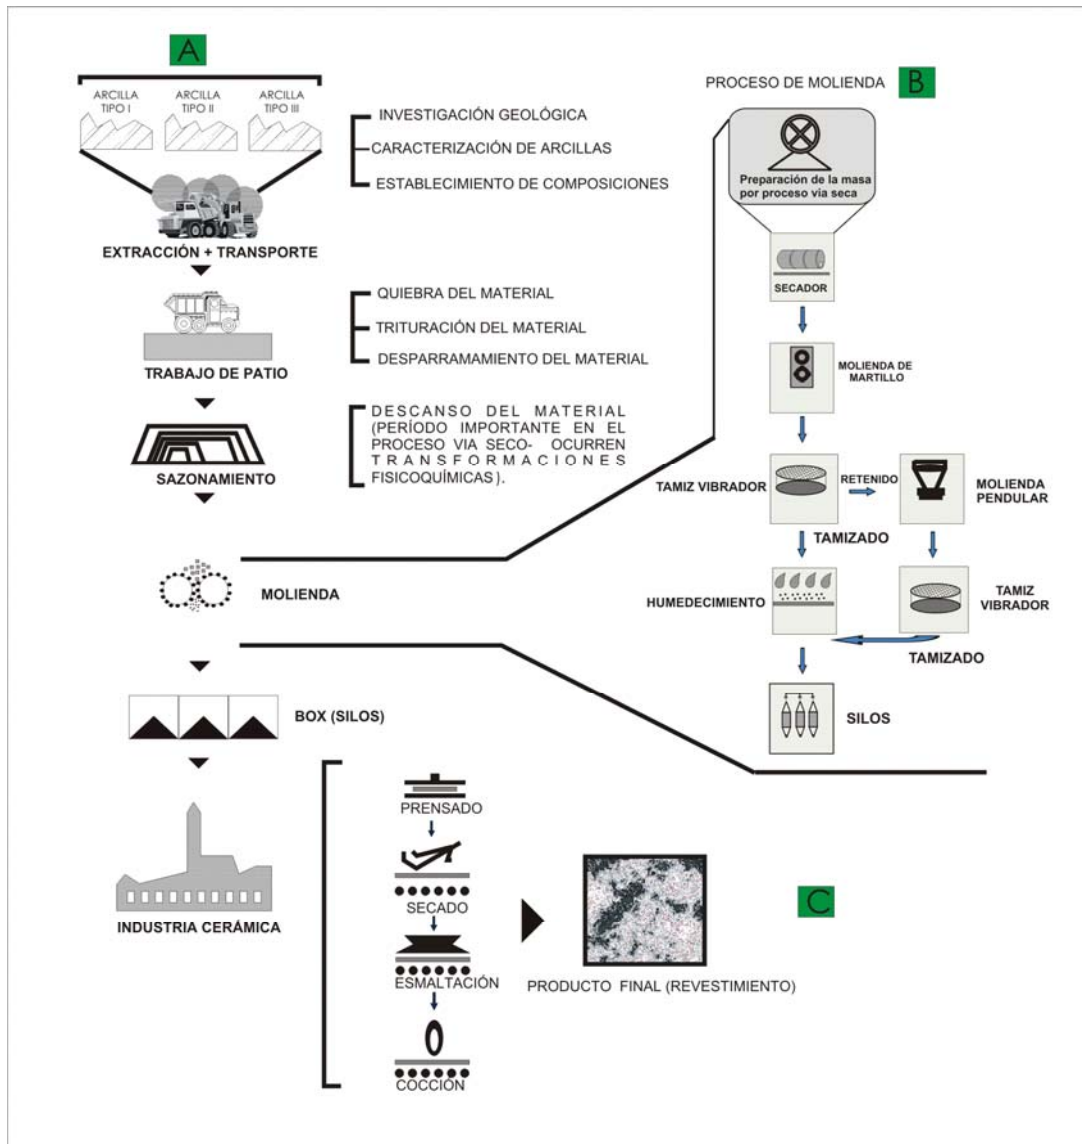 A
ARCILLA
TIPO I
ARCILLA
TIPO II
ARCILLA
TIPO III
INVESTIGACIÓN GEOLÓGICA
CARACTERIZACIÓN DE ARCILLAS
ESTABLECIMIENTO DE COMPOSICIONES
EXTRACCIÓN + TRANSPORTE
QUIEBRA DEL MATERIAL
TRITURACIÓN DEL MATERIAL
DESPARRAMAMIENTO DEL MATERIAL
TRABAJO DE PATIO
DESCANSO DEL MATERIAL
(PERÍODO IMPORTANTE EN EL
PROCESO VIA SECO- OCURREN
TRANSFORMACIONES
FISICOQUÍMICAS).
SAZONAMIENTO
MOLIENDA
BOX (SILOS)
INDUSTRIA CERÁMICA
PROCESO DE MOLIENDA
B
Preparación de la masa
por proceso via seca
SECADOR
MOLIENDA DE
MARTILLO
TAMIZ VIBRADOR
RETENIDO
MOLIENDA
PENDULAR
TAMIZADO
HUMEDECIMIENTO
TAMIZ
VIBRADOR
TAMIZADO
SILOS
PRENSADO
SECADO
ESMALTACIÓN
COCCIÓN
PRODUCTO FINAL (REVESTIMIENTO)
C